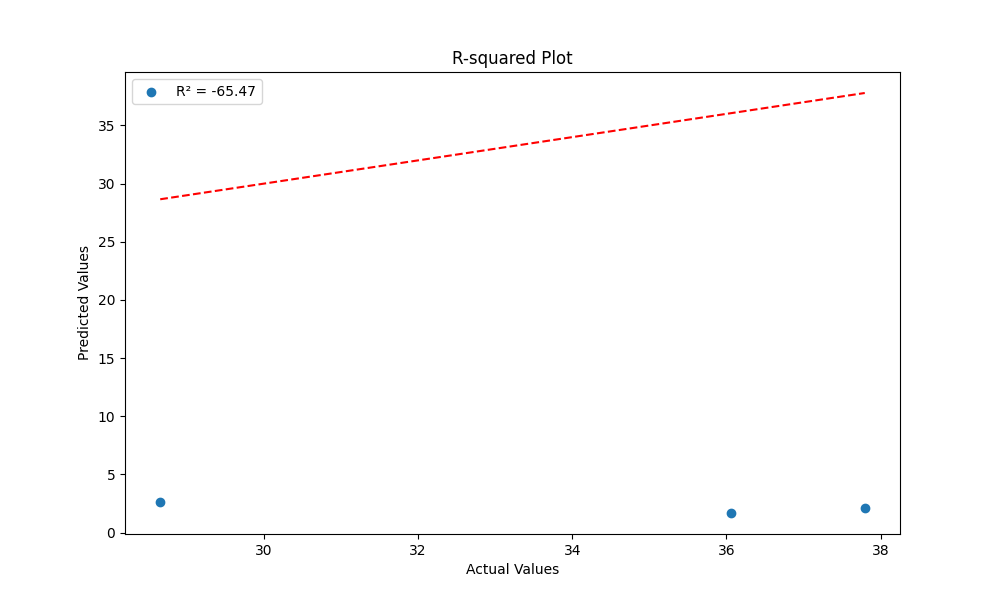 R-squared Plot
R² = -65.47
35
30
25
20
15
10
5
0
Predicted Values
30 32 34 36 38
Actual Values